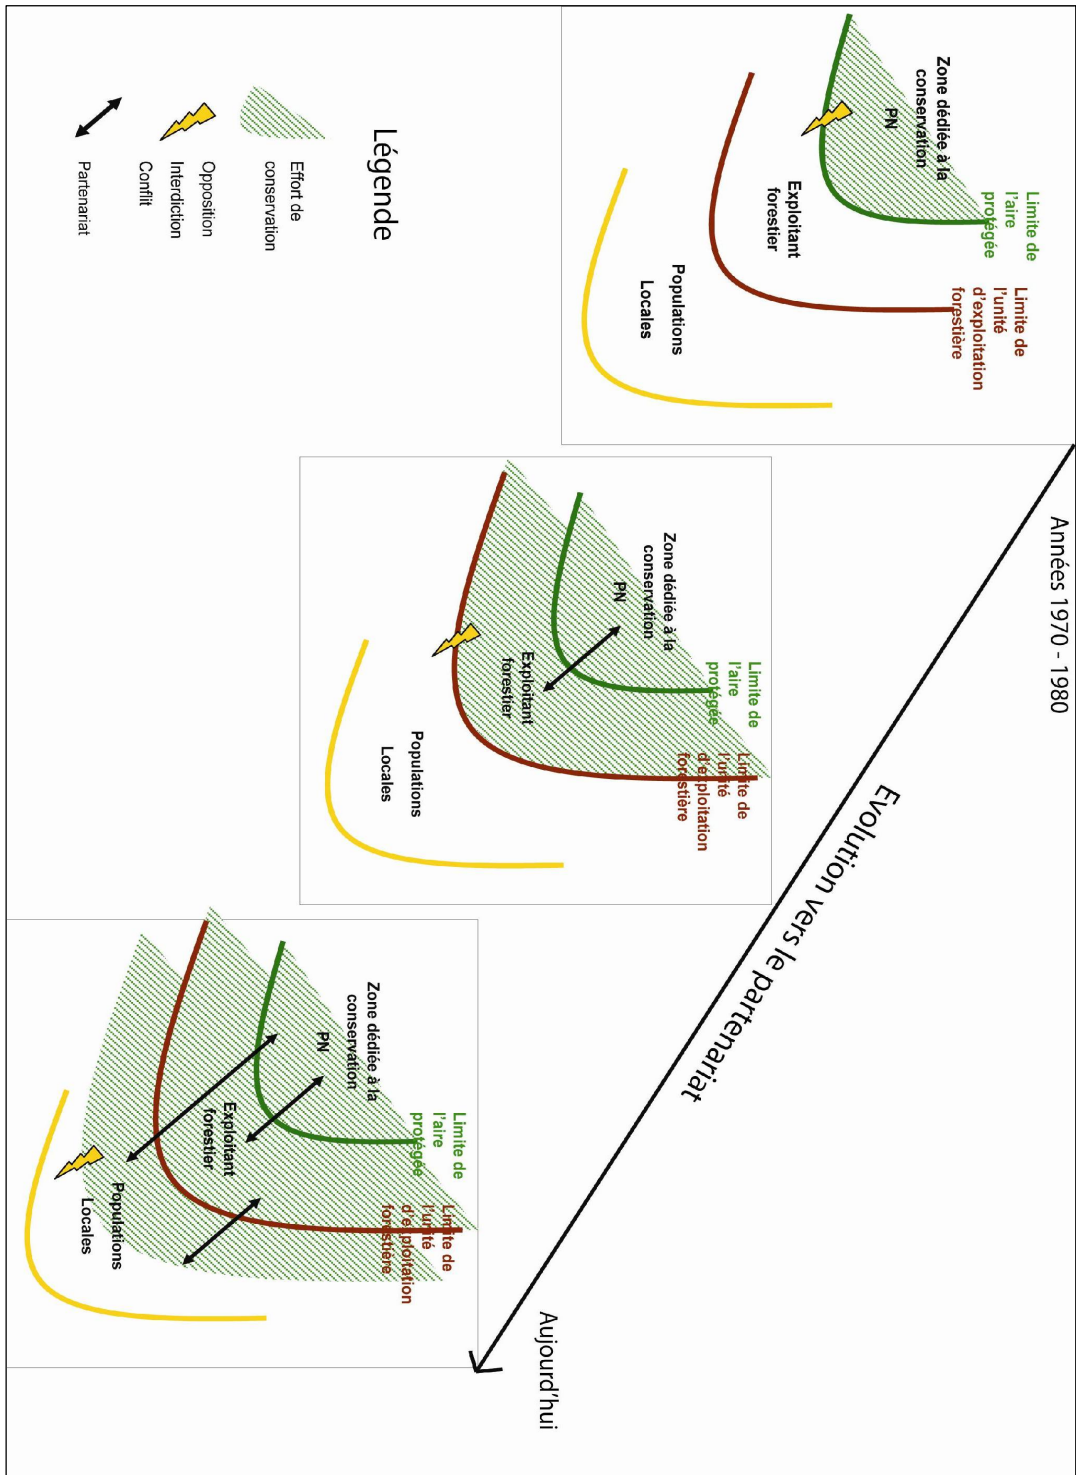 Années 1970 - 1980
Evolution vers le partenariat
Aujourd'hui
Limite de
l'aire
protégée
Limite de
l'unité
d'exploitation
forestière
Zone dédiée à la
conservation
PN
Exploitant
forestier
Populations
Locales
Limite de
l'aire
protégée
Limite de
l'unité
d'exploitation
forestière
Zone dédiée à la
conservation
PN
Exploitant
forestier
Populations
Locales
Limite de
l'aire
protégée
Limite de
l'unité
d'exploitation
forestière
Zone dédiée à la
conservation
PN
Exploitant
forestier
Populations
Locales
Légende
Effort de
conservation
Opposition
Interdiction
Conflit
Partenariat